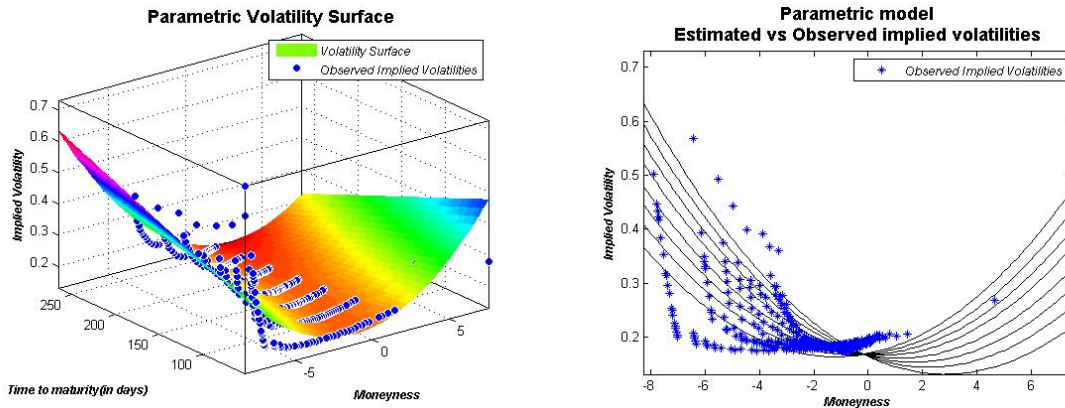 Parametric Volatility Surface
Volatility Surface
Observed Implied Volatilities
0.7
0.6
0.5
0.4
0.3
0.2
Implied Volatility
250
200
150
100
Time to maturity(in days)
-5
0
5
Moneyness
Parametric model
Estimated vs Observed implied volatilities
Observed Implied Volatilities
0.7
0.6
0.5
0.4
0.3
0.2
Implied Volatility
-8 -6 -4 -2 0 2 4 6
Moneyness